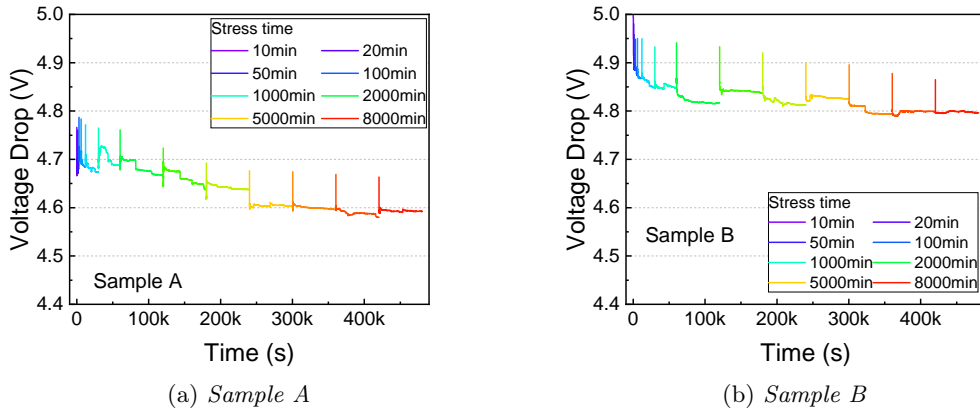 5.0
4.9
4.8
4.7
4.6
4.5
4.4
Voltage Drop (V)
Stress time
10min 20min
50min 100min
1000min 2000min
5000min 8000min
Sample A
0 100k 200k 300k 400k
Time (s)
(a) Sample A
5.0
4.9
4.8
4.7
4.6
4.5
4.4
Voltage Drop (V)
Stress time
10min 20min
50min 100min
1000min 2000min
5000min 8000min
Sample B
0 100k 200k 300k 400k
Time (s)
(b) Sample B